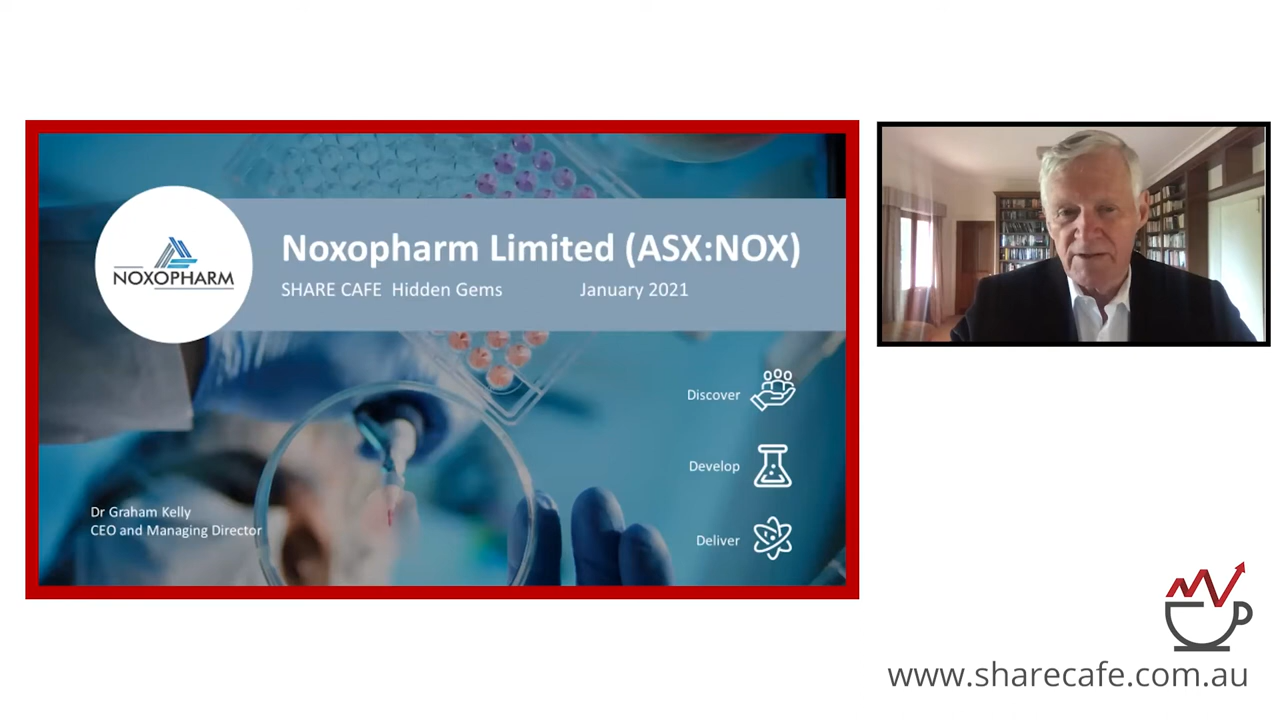 NOXOPHARM
Noxopharm Limited (ASX:NOX)
SHARE CAFE Hidden Gems January 2021
Discover
Develop
Deliver
Dr Graham Kelly
CEO and Managing Director
www.sharecafe.com.au